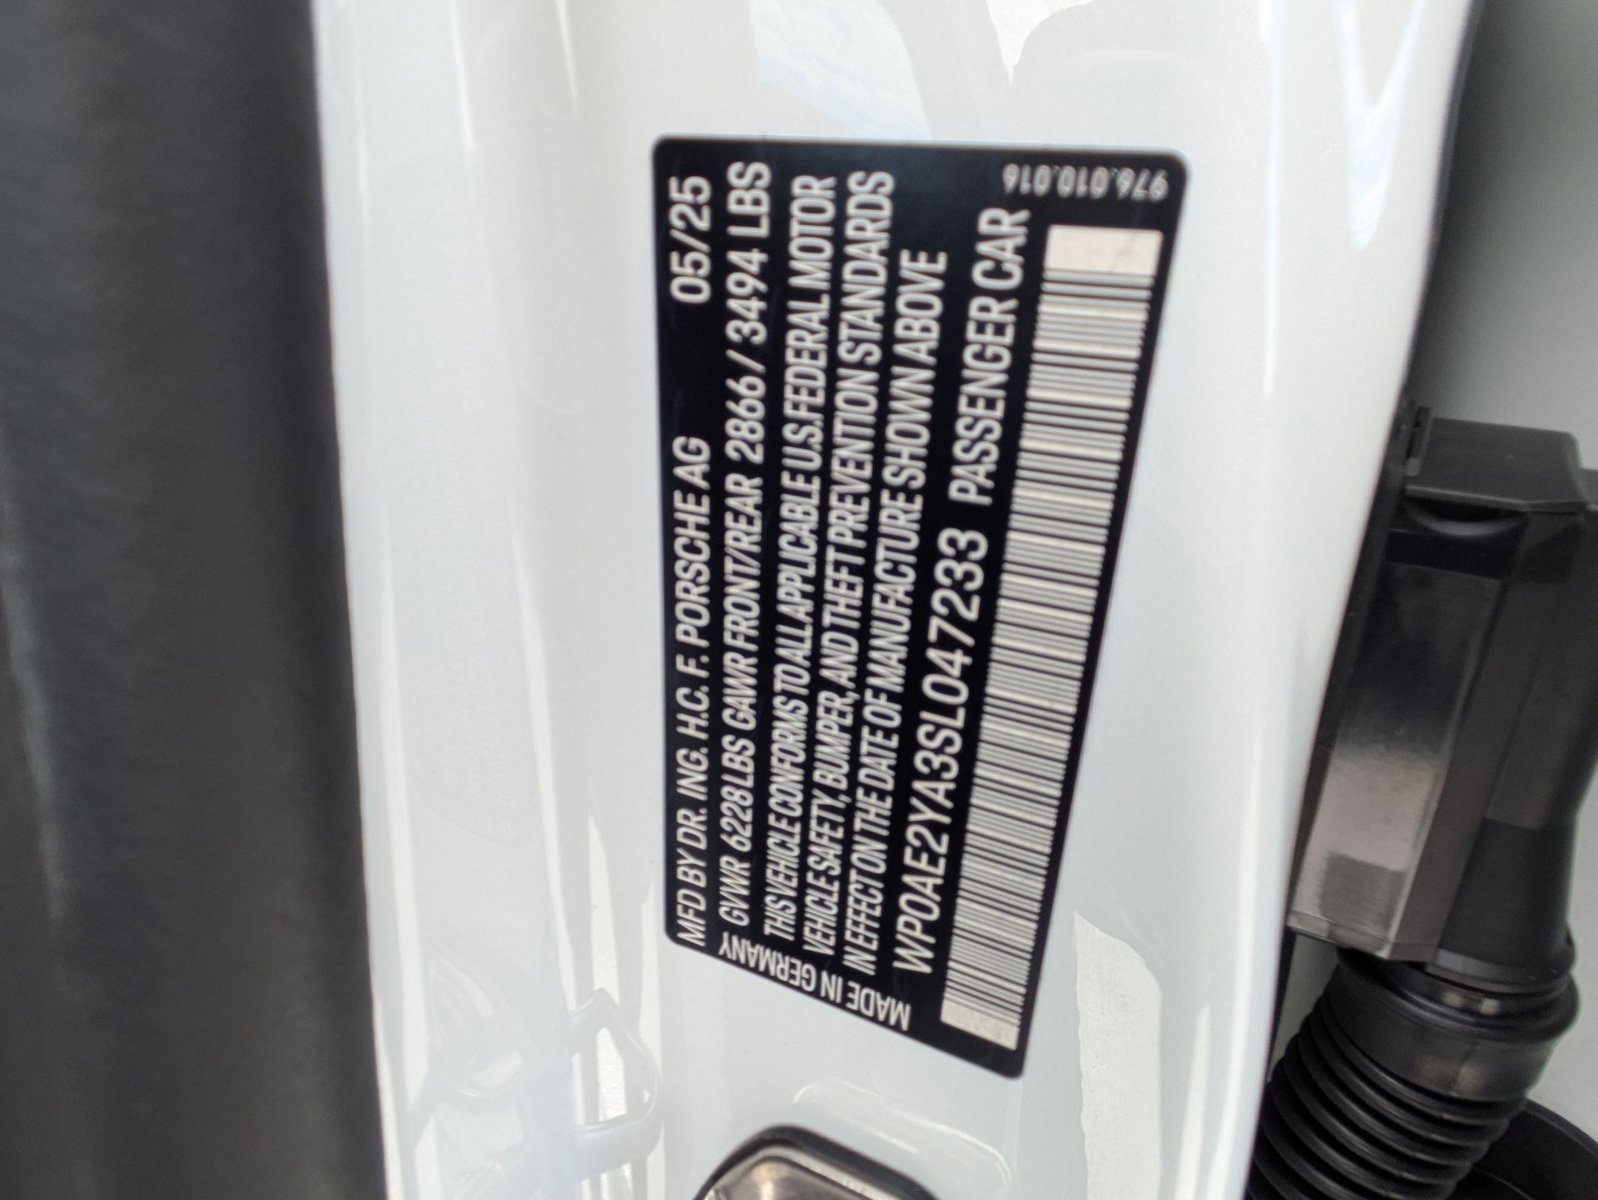 MFD BY DR. ING. H.C. F. PORSCHE AG 05/25
GVWR 6228 LBS GAWR FRONT/REAR 2866 / 3494 LBS
THIS VEHICLE CONFORMS TO ALL APPLICABLE U.S. FEDERAL MOTOR
VEHICLE SAFETY, BUMPER, AND THEFT PREVENTION STANDARDS
IN EFFECT ON THE DATE OF MANUFACTURE SHOWN ABOVE
WP0AE2YA3SL047233 PASSENGER CAR
MADE IN GERMANY
976.010.016